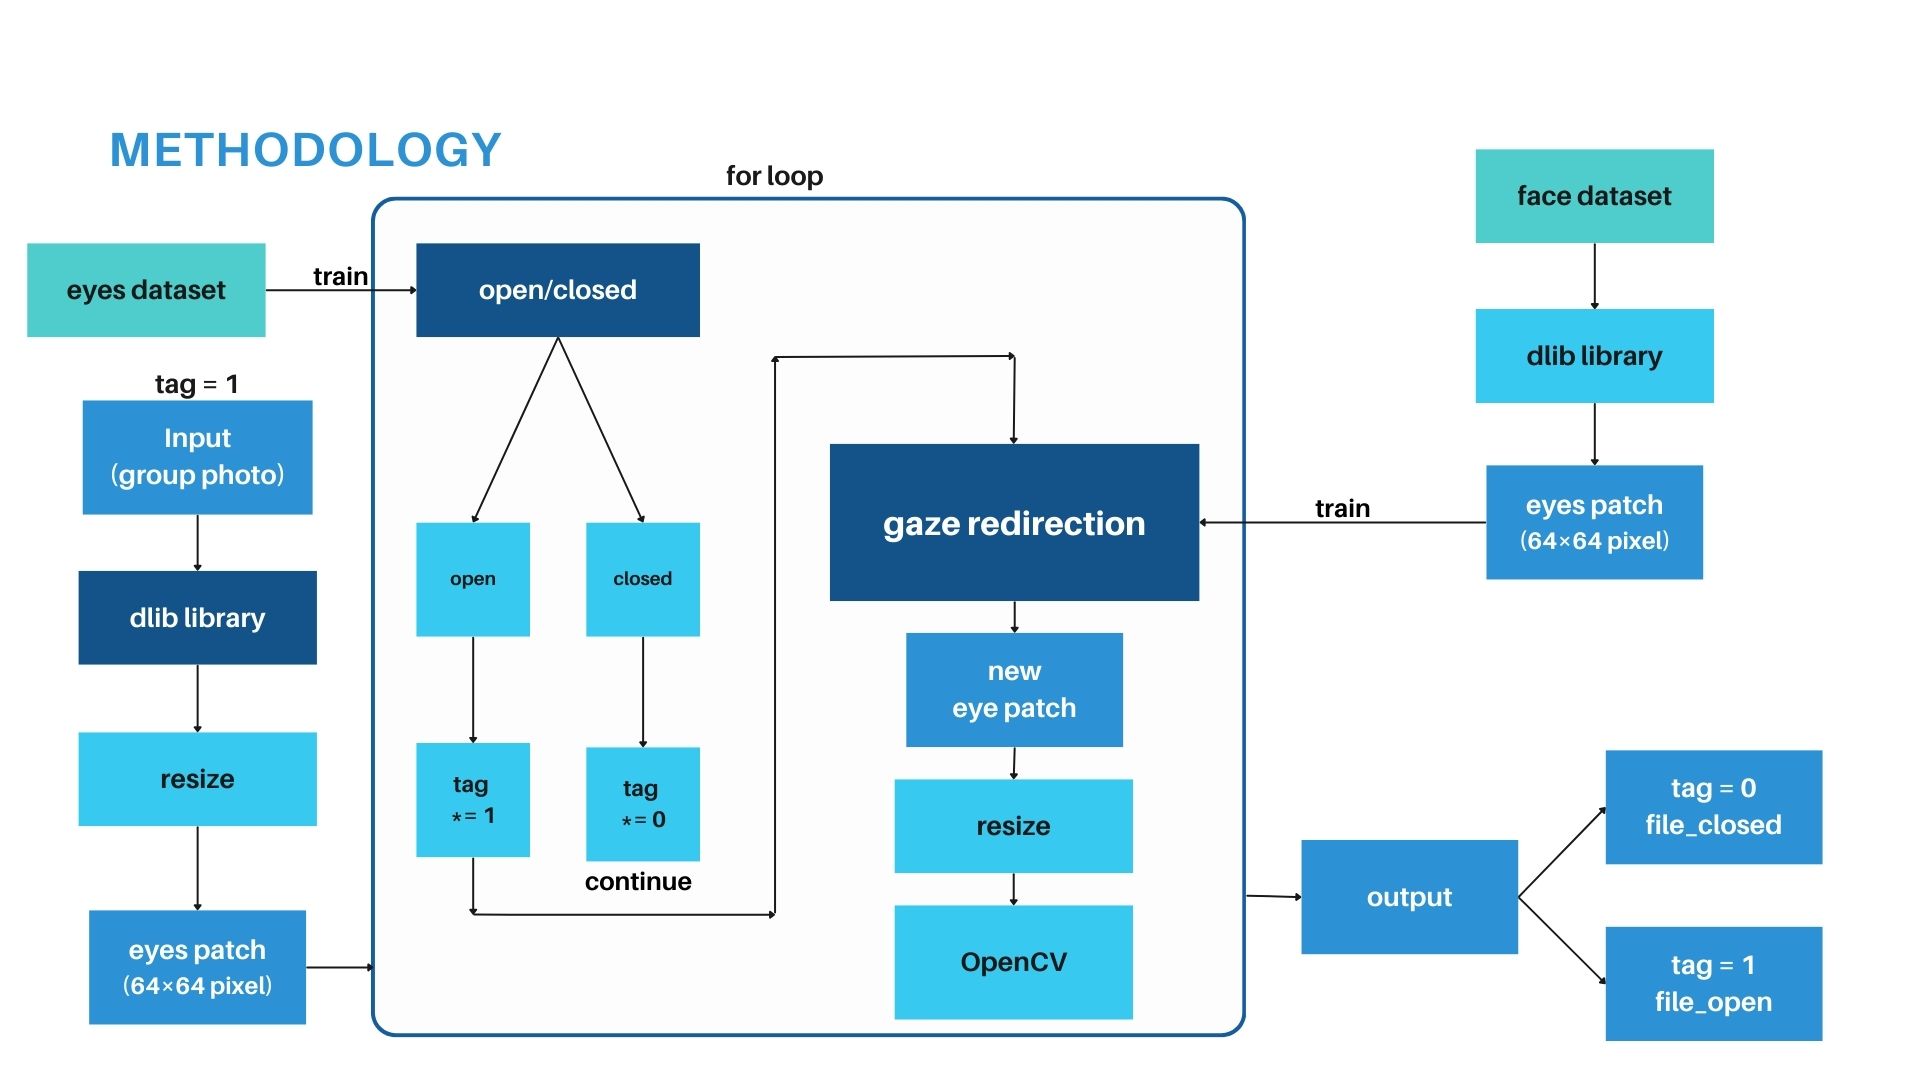 METHODOLOGY
for loop
eyes dataset
train
open/closed
tag = 1
Input
(group photo)
dlib library
resize
eyes patch
(64×64 pixel)
open
closed
tag
*= 1
tag
*= 0
continue
gaze redirection
new
eye patch
resize
OpenCV
face dataset
dlib library
eyes patch
(64×64 pixel)
train
output
tag = 0
file_closed
tag = 1
file_open